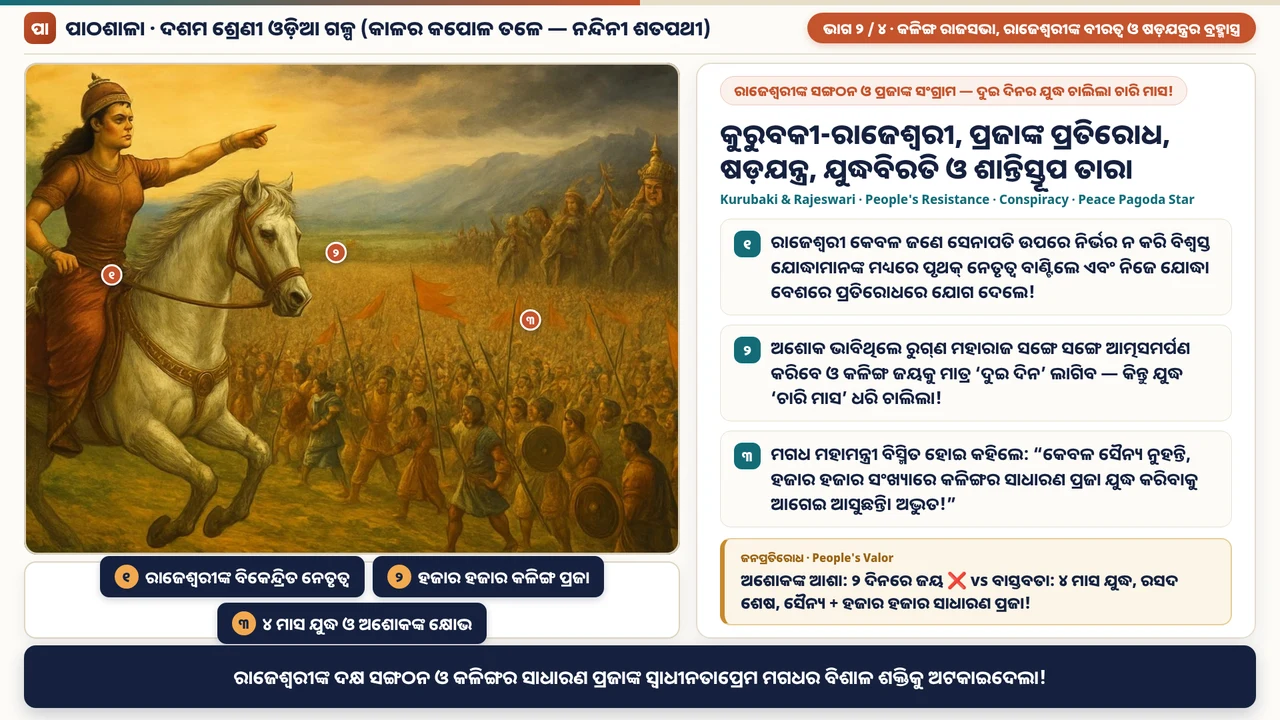 ପା ପାଠଶାଳା · ଦଶମ ଶ୍ରେଣୀ ଓଡ଼ିଆ ଗଳ୍ପ (କାଳର କପୋଳ ତଳେ — ନନ୍ଦିନୀ ଶତପଥୀ)
ଭାଗ ୨ / ୪ · କଳିଙ୍ଗ ରାଜସଭା, ରାଜେଶ୍ୱରୀଙ୍କ ବୀରତ୍ୱ ଓ ଷଡ଼ଯନ୍ତ୍ରର ବ୍ରହ୍ମାସ୍ତ୍ର
୧
୨
୩
୧ ରାଜେଶ୍ୱରୀଙ୍କ ବିକେନ୍ଦ୍ରିତ ନେତୃତ୍ୱ
୨ ହଜାର ହଜାର କଳିଙ୍ଗ ପ୍ରଜା
୩ ୪ ମାସ ଯୁଦ୍ଧ ଓ ଅଶୋକଙ୍କ କ୍ଷୋଭ
ରାଜେଶ୍ୱରୀଙ୍କ ସଙ୍ଗଠନ ଓ ପ୍ରଜାଙ୍କ ସଂଗ୍ରାମ — ଦୁଇ ଦିନର ଯୁଦ୍ଧ ଚାଲିଲା ଚାରି ମାସ!
କୁରୁବକୀ-ରାଜେଶ୍ୱରୀ, ପ୍ରଜାଙ୍କ ପ୍ରତିରୋଧ,
ଷଡ଼ଯନ୍ତ୍ର, ଯୁଦ୍ଧବିରତି ଓ ଶାନ୍ତିସ୍ତୂପ ତାରା
Kurubaki & Rajeswari · People's Resistance · Conspiracy · Peace Pagoda Star
୧ ରାଜେଶ୍ୱରୀ କେବଳ ଜଣେ ସେନାପତି ଉପରେ ନିର୍ଭର ନ କରି ବିଶ୍ୱସ୍ତ
ଯୋଦ୍ଧାମାନଙ୍କ ମଧ୍ୟରେ ପୃଥକ୍ ନେତୃତ୍ୱ ବାଣ୍ଟିଲେ ଏବଂ ନିଜେ ଯୋଦ୍ଧା
ବେଶରେ ପ୍ରତିରୋଧରେ ଯୋଗ ଦେଲେ!
୨ ଅଶୋକ ଭାବିଥିଲେ ରୁଗ୍‌ଣ ମହାରାଜ ସଙ୍ଗେ ସଙ୍ଗେ ଆତ୍ମସମର୍ପଣ
କରିବେ ଓ କଳିଙ୍ଗ ଜୟକୁ ମାତ୍ର ‘ଦୁଇ ଦିନ’ ଲାଗିବ — କିନ୍ତୁ ଯୁଦ୍ଧ
‘ଚାରି ମାସ’ ଧରି ଚାଲିଲା!
୩ ମଗଧ ମହାମନ୍ତ୍ରୀ ବିସ୍ମିତ ହୋଇ କହିଲେ: “କେବଳ ସୈନ୍ୟ ନୁହନ୍ତି,
ହଜାର ହଜାର ସଂଖ୍ୟାରେ କଳିଙ୍ଗର ସାଧାରଣ ପ୍ରଜା ଯୁଦ୍ଧ କରିବାକୁ
ଆଗେଇ ଆସୁଛନ୍ତି। ଅଦ୍ଭୁତ!”
ଜନପ୍ରତିରୋଧ · People's Valor
ଅଶୋକଙ୍କ ଆଶା: ୨ ଦିନରେ ଜୟ ❌ vs ବାସ୍ତବତା: ୪ ମାସ ଯୁଦ୍ଧ, ରସଦ
ଶେଷ, ସୈନ୍ୟ + ହଜାର ହଜାର ସାଧାରଣ ପ୍ରଜା!
ରାଜେଶ୍ୱରୀଙ୍କ ଦକ୍ଷ ସଙ୍ଗଠନ ଓ କଳିଙ୍ଗର ସାଧାରଣ ପ୍ରଜାଙ୍କ ସ୍ୱାଧୀନତାପ୍ରେମ ମଗଧର ବିଶାଳ ଶକ୍ତିକୁ ଅଟକାଇଦେଲା!